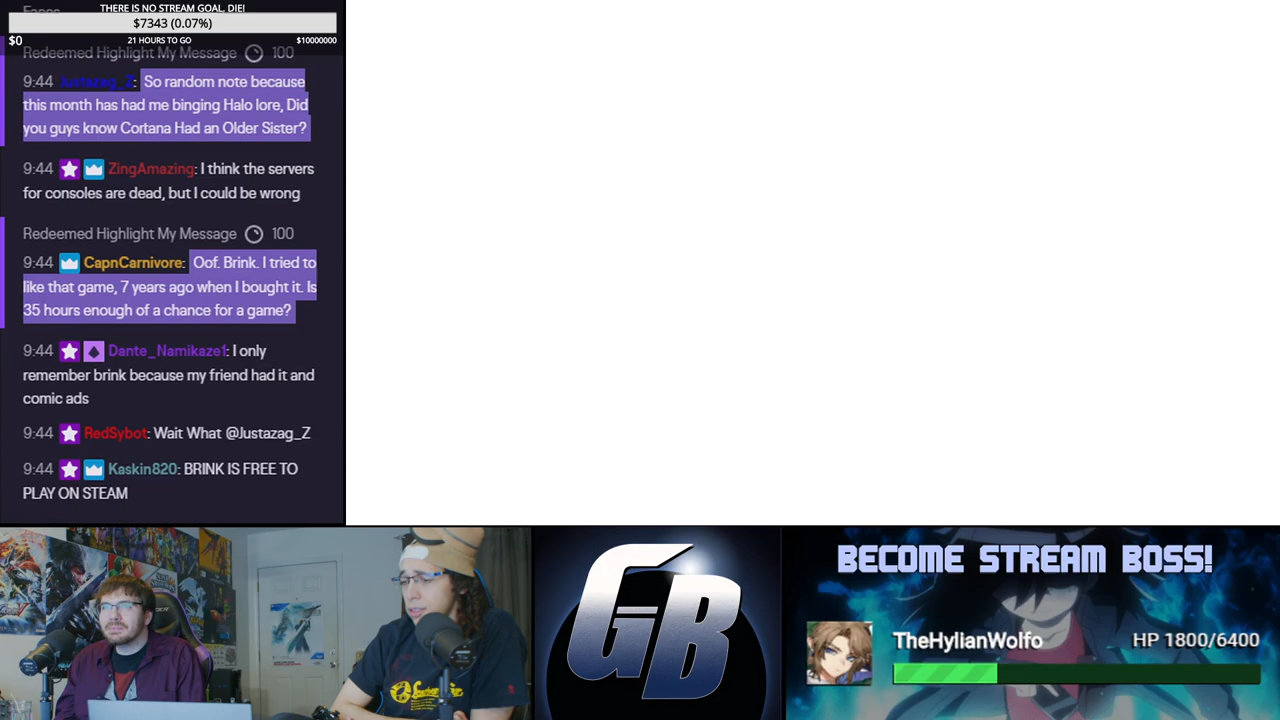 THERE IS NO STREAM GOAL, DIE!
$7343 (0.07%)
$0 21 HOURS TO GO $10000000
Redeemed Highlight My Message 100
9:44 Justazag_Z: So random note because
this month has had me binging Halo lore, Did
you guys know Cortana Had an Older Sister?
9:44 ZingAmazing: I think the servers
for consoles are dead, but I could be wrong
Redeemed Highlight My Message 100
9:44 CapnCarnivore: Oof. Brink. I tried to
like that game, 7 years ago when I bought it. Is
35 hours enough of a chance for a game?
9:44 Dante_Namikaze1: I only
remember brink because my friend had it and
comic ads
9:44 RedSybot: Wait What @Justazag_Z
9:44 Kaskin820: BRINK IS FREE TO
PLAY ON STEAM
GB
BECOME STREAM BOSS!
TheHylianWolfo HP 1800/6400